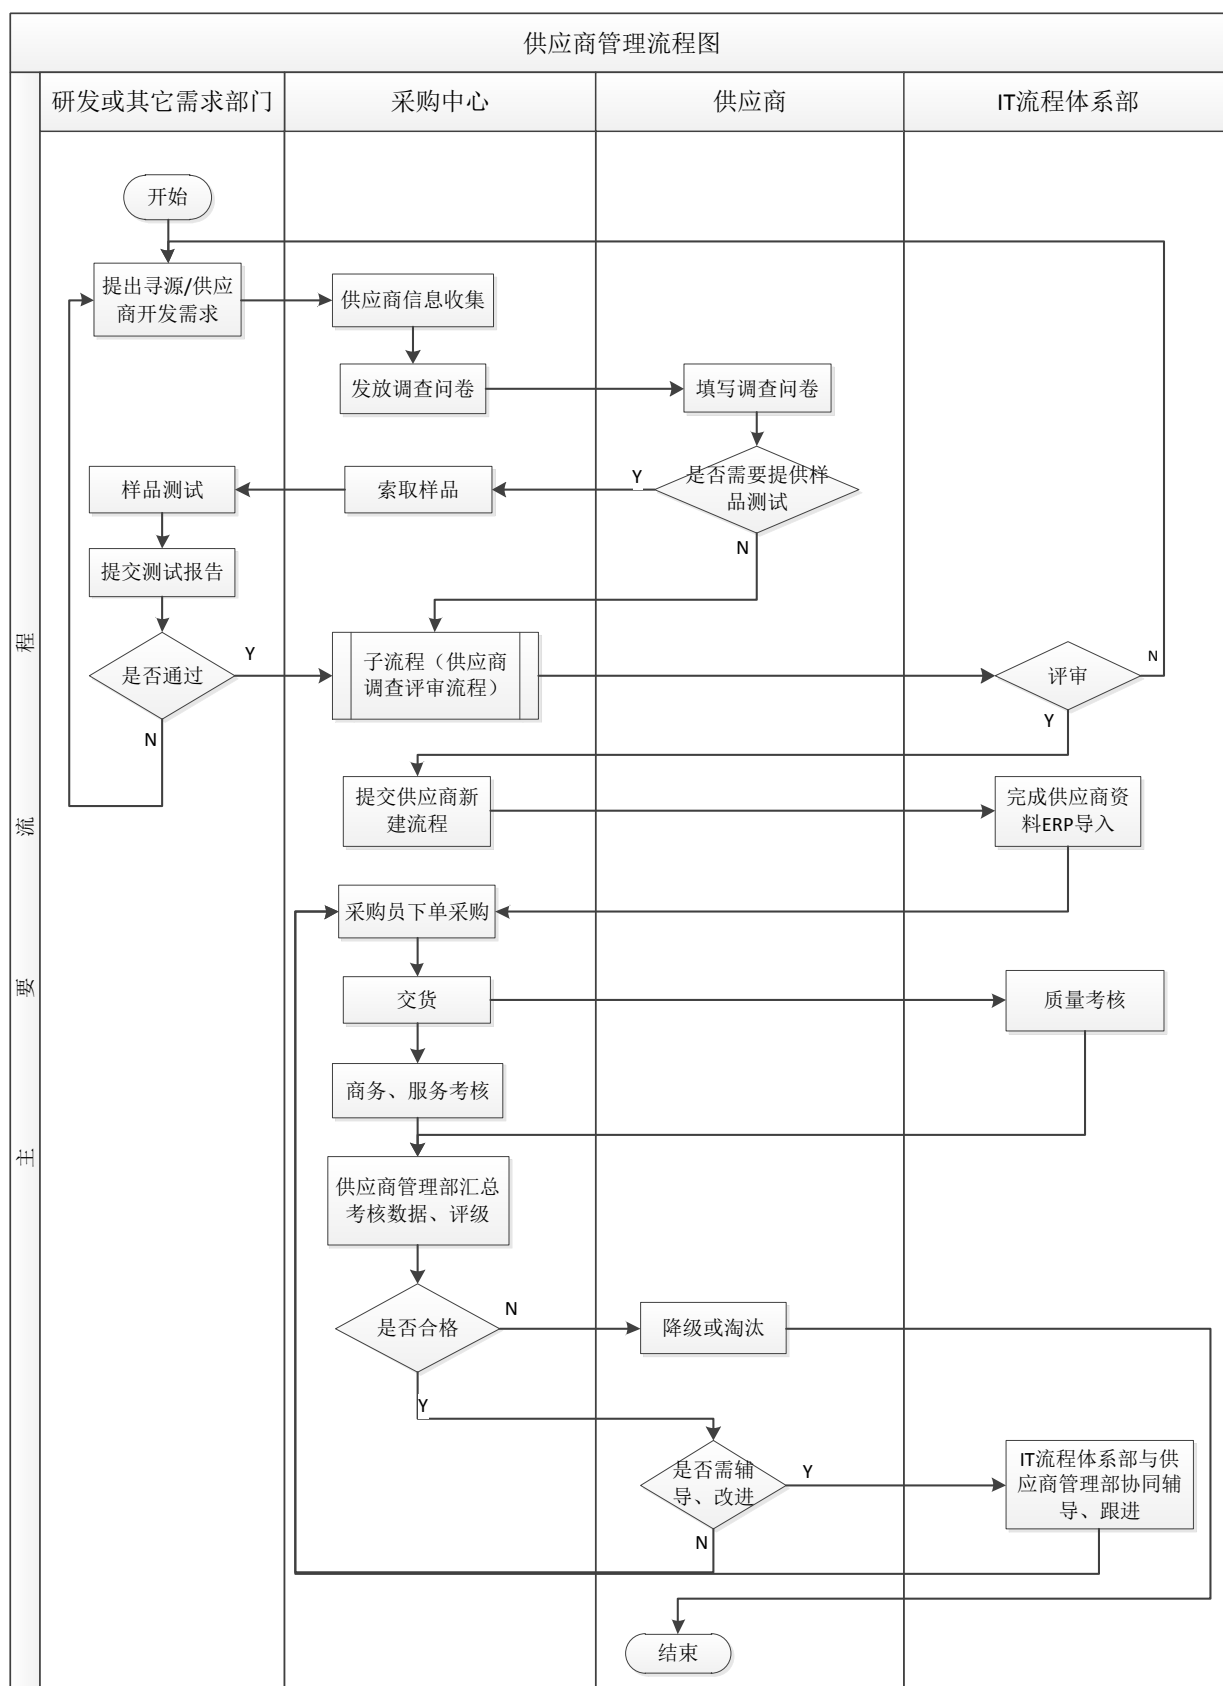 供应商管理流程图
研发或其它需求部门
采购中心
供应商
IT流程体系部
主要流程
开始
提出寻源/供应
商开发需求
供应商信息收集
发放调查问卷
填写调查问卷
是否需要提供样
品测试
Y
N
索取样品
样品测试
提交测试报告
是否通过
Y
N
子流程（供应商
调查评审流程）
评审
N
Y
提交供应商新
建流程
完成供应商资
料ERP导入
采购员下单采购
交货
质量考核
商务、服务考核
供应商管理部汇总
考核数据、评级
是否合格
N
Y
降级或淘汰
是否需辅
导、改进
Y
N
IT流程体系部与供
应商管理部协同辅
导、跟进
结束